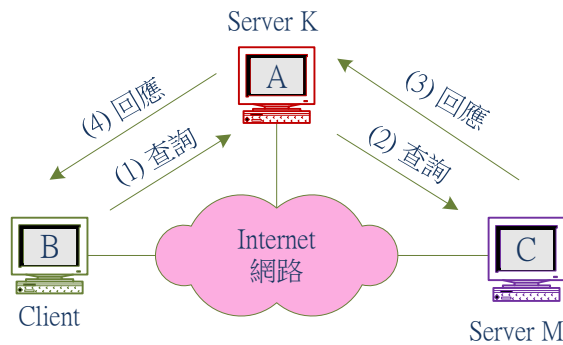 Server K
A
(4) 回應
(1) 查詢
(3) 回應
(2) 查詢
B
Internet
網路
C
Client
Server M